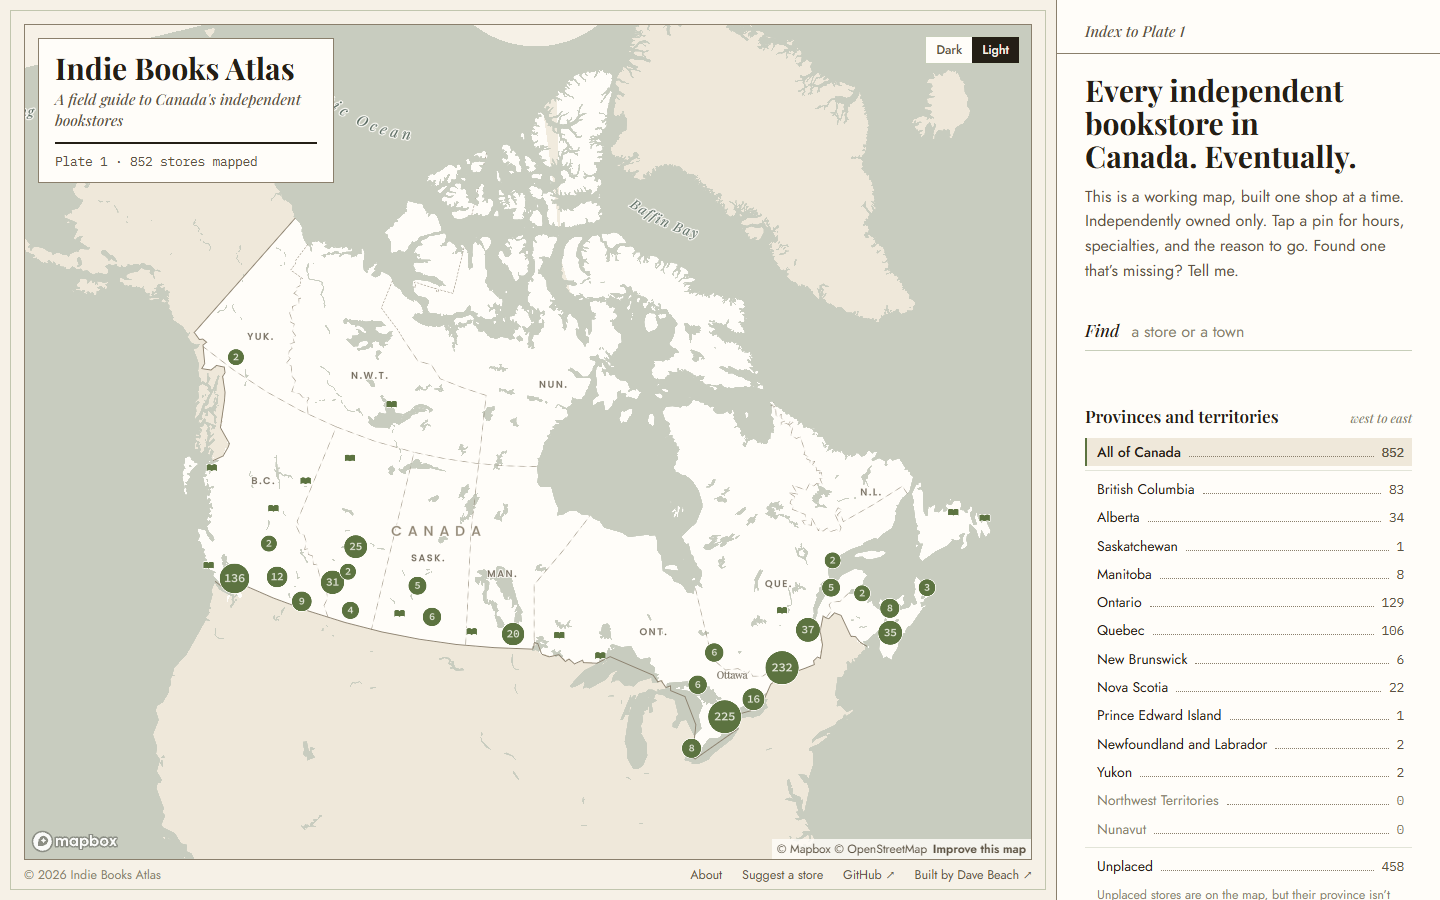 Indie Books Atlas
A field guide to Canada's independent
bookstores
Plate 1 · 852 stores mapped
Dark Light
ic Ocean
Baffin Bay
YUK.
2
N.W.T.
NUN.
B.C.
N.L.
CANADA
2
25
SASK.
2
136
12
31
2
MAN.
QUE.
5
5
2
3
9
4
6
8
20
ONT.
37
35
6
232
Ottawa
6
16
225
8
mapbox
© Mapbox © OpenStreetMap Improve this map
© 2026 Indie Books Atlas
About Suggest a store GitHub ↗ Built by Dave Beach ↗
Index to Plate 1
Every independent
bookstore in
Canada. Eventually.
This is a working map, built one shop at a time.
Independently owned only. Tap a pin for hours,
specialties, and the reason to go. Found one
that's missing? Tell me.
Find a store or a town
Provinces and territories west to east
All of Canada 852
British Columbia 83
Alberta 34
Saskatchewan 1
Manitoba 8
Ontario 129
Quebec 106
New Brunswick 6
Nova Scotia 22
Prince Edward Island 1
Newfoundland and Labrador 2
Yukon 2
Northwest Territories 0
Nunavut 0
Unplaced 458
Unplaced stores are on the map, but their province isn't